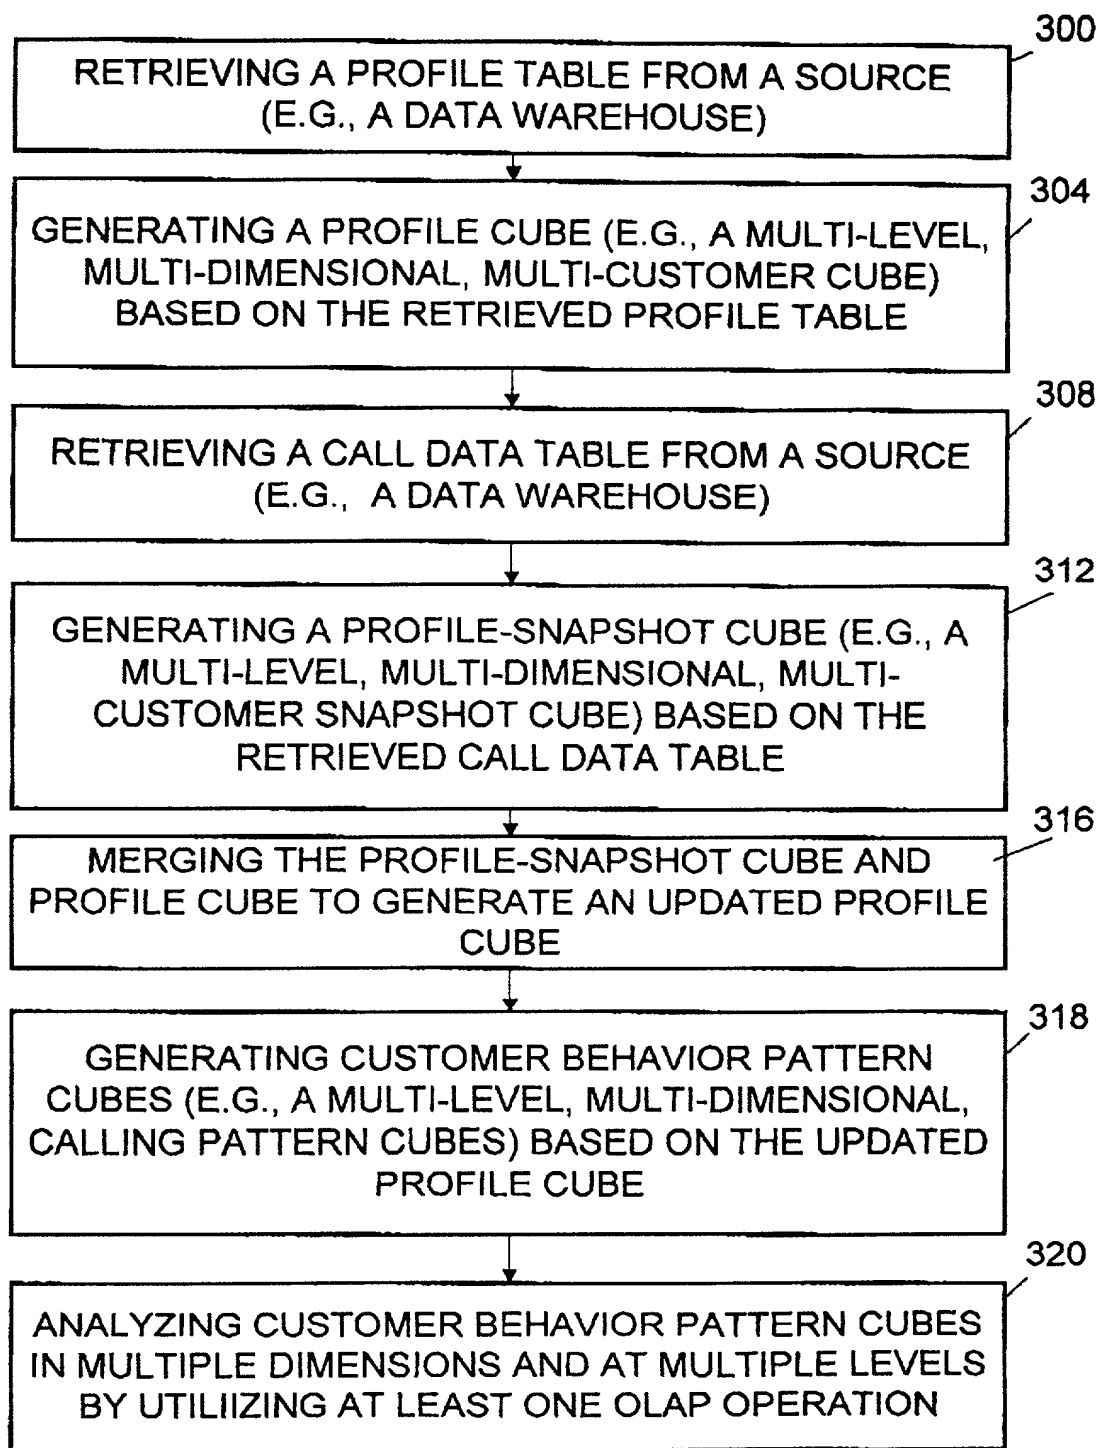 300
RETRIEVING A PROFILE TABLE FROM A SOURCE
(E.G., A DATA WAREHOUSE)
304
GENERATING A PROFILE CUBE (E.G., A MULTI-LEVEL,
MULTI-DIMENSIONAL, MULTI-CUSTOMER CUBE)
BASED ON THE RETRIEVED PROFILE TABLE
308
RETRIEVING A CALL DATA TABLE FROM A SOURCE
(E.G., A DATA WAREHOUSE)
312
GENERATING A PROFILE-SNAPSHOT CUBE (E.G., A
MULTI-LEVEL, MULTI-DIMENSIONAL, MULTI-
CUSTOMER SNAPSHOT CUBE) BASED ON THE
RETRIEVED CALL DATA TABLE
316
MERGING THE PROFILE-SNAPSHOT CUBE AND
PROFILE CUBE TO GENERATE AN UPDATED PROFILE
CUBE
318
GENERATING CUSTOMER BEHAVIOR PATTERN
CUBES (E.G., A MULTI-LEVEL, MULTI-DIMENSIONAL,
CALLING PATTERN CUBES) BASED ON THE UPDATED
PROFILE CUBE
320
ANALYZING CUSTOMER BEHAVIOR PATTERN CUBES
IN MULTIPLE DIMENSIONS AND AT MULTIPLE LEVELS
BY UTILIIZING AT LEAST ONE OLAP OPERATION